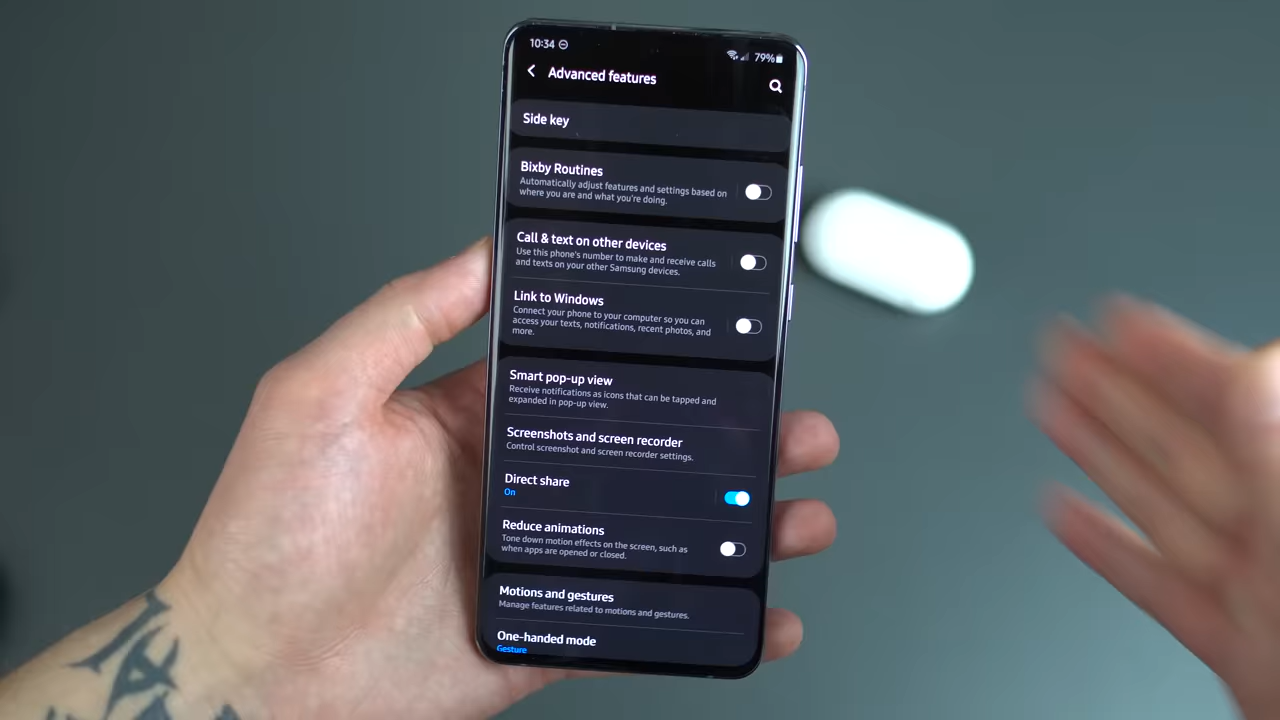 10:34
79%
Advanced features
Side key
Bixby Routines
Automatically adjust features and settings based on
where you are and what you're doing.
Call & text on other devices
Use this phone's number to make and receive calls
and texts on your other Samsung devices.
Link to Windows
Connect your phone to your computer so you can
access your texts, notifications, recent photos, and
more.
Smart pop-up view
Receive notifications as icons that can be tapped and
expanded in pop-up view.
Screenshots and screen recorder
Control screenshot and screen recorder settings.
Direct share
On
Reduce animations
Tone down motion effects on the screen, such as
when apps are opened or closed.
Motions and gestures
Manage features related to motions and gestures.
One-handed mode
Gesture